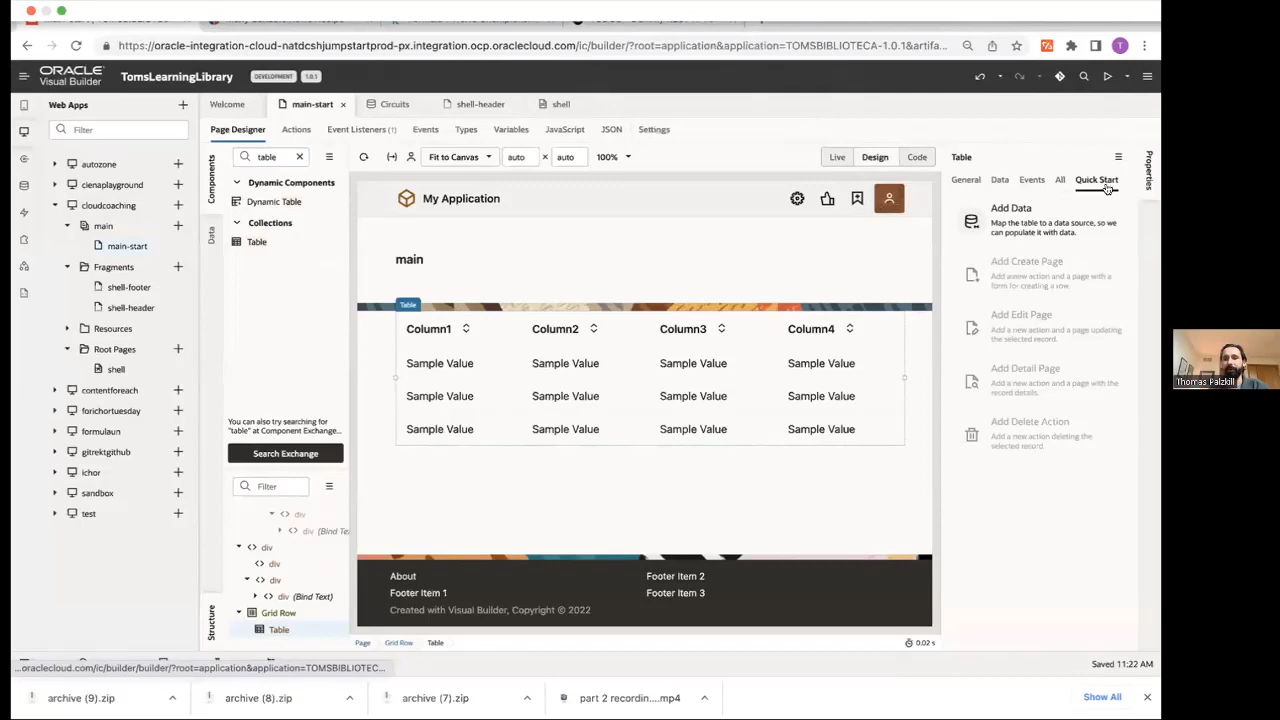 https://oracle-integration-cloud-natdcshjumpstartprod-px.integration.ocp.oraclecloud.com/ic/builder/?root=application&application=TOMSBIBLIOTECA-1.0.1&artifa...
T
ORACLE
Visual Builder
TomsLearningLibrary
DEVELOPMENT
1.0.1
Web Apps
Filter
autozone
cienaplayground
cloudcoaching
main
main-start
Fragments
shell-footer
shell-header
Resources
Root Pages
shell
contentforeach
forichortuesday
formulaun
gitrektgithub
ichor
sandbox
test
Welcome
main-start
Circuits
shell-header
shell
Page Designer
Actions
Event Listeners (1)
Events
Types
Variables
JavaScript
JSON
Settings
Components
Data
table
Dynamic Components
Dynamic Table
Collections
Table
You can also try searching for
"table" at Component Exchange...
Search Exchange
Structure
Filter
div
div (Bind Te
div
div
div
div (Bind Text)
Grid Row
Table
Fit to Canvas
auto
x
auto
100%
Live
Design
Code
My Application
main
Table
Column1
Column2
Column3
Column4
Sample Value
Sample Value
Sample Value
Sample Value
Sample Value
Sample Value
Sample Value
Sample Value
Sample Value
Sample Value
Sample Value
Sample Value
About
Footer Item 2
Footer Item 1
Footer Item 3
Created with Visual Builder, Copyright © 2022
Page
Grid Row
Table
0.02 s
Table
Properties
General
Data
Events
All
Quick Start
Add Data
Map the table to a data source, so we
can populate it with data.
Add Create Page
Add a new action and a page with a
form for creating a row.
Add Edit Page
Add a new action and a page updating
the selected record.
Add Detail Page
Add a new action and a page with the
record details.
Add Delete Action
Add a new action deleting the
selected record.
Thomas Palzkill
...oraclecloud.com/ic/builder/builder/?root=application&application=TOMSBIBLIOTEC...
Saved 11:22 AM
archive (9).zip
archive (8).zip
archive (7).zip
part 2 recordin....mp4
Show All